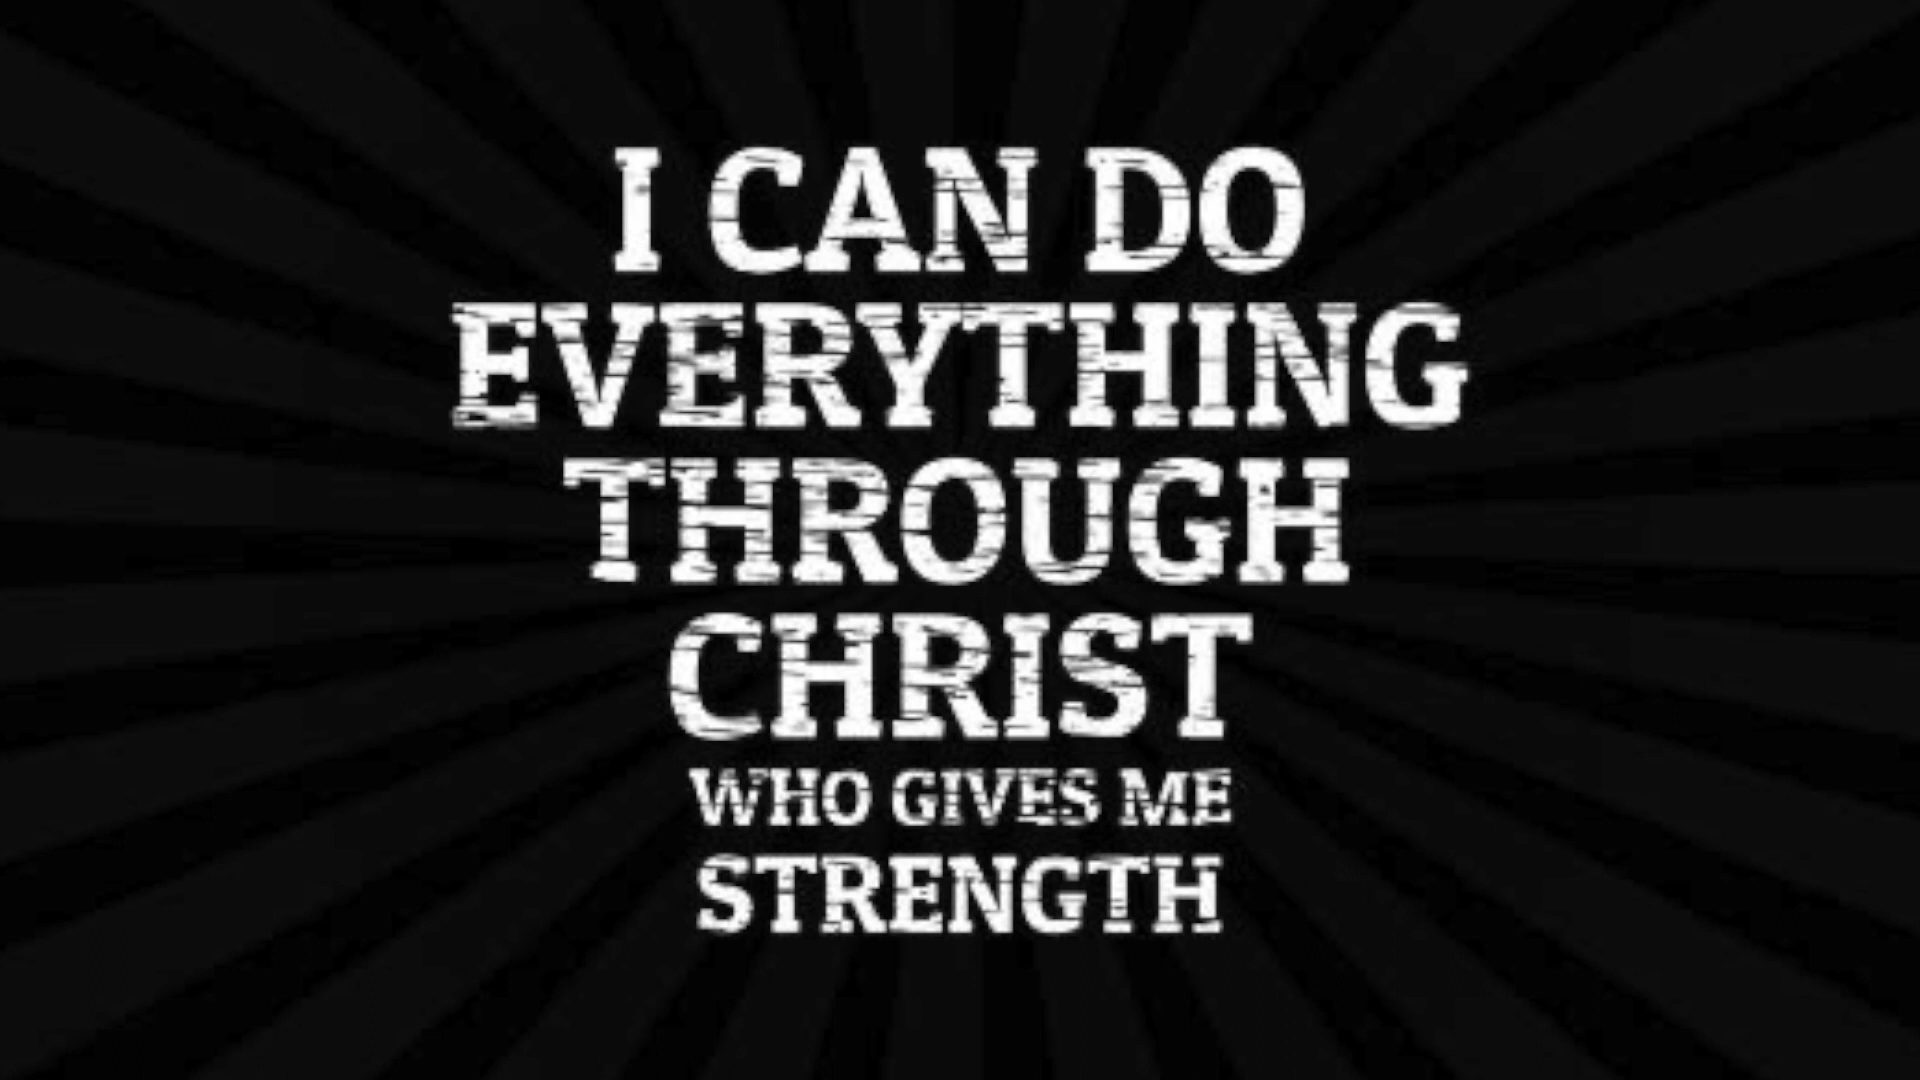 I CAN DO
EVERYTHING
THROUGH
CHRIST
WHO GIVES ME
STRENGTH